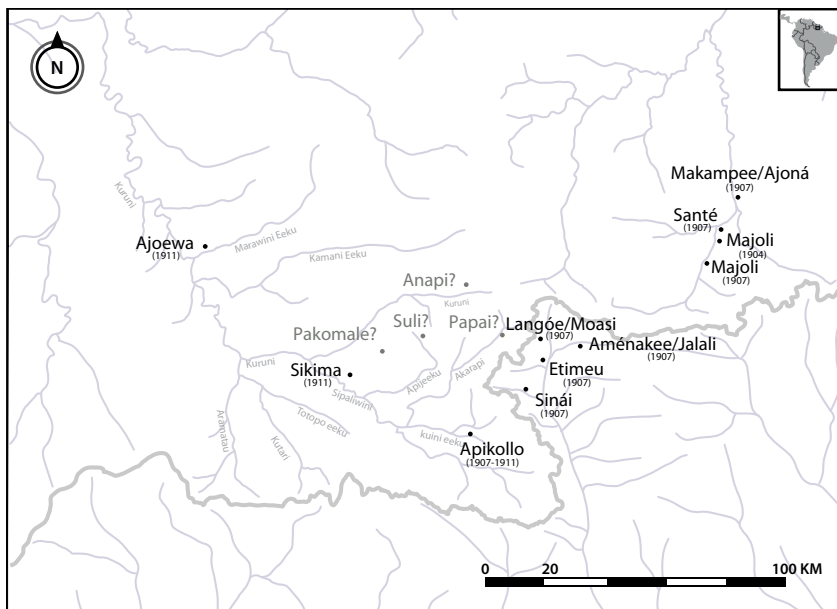 N
Makampee/Ajoná
(1907)
Santé
(1907)
Majoli
(1904)
Majoli
(1907)
Kuruni
Ajoewa
(1911)
Marawini Eeku
Kamani Eeku
Anapi?
Kuruni
Suli?
Papai?
Langóe/Moasi
(1907)
Pakomale?
Amenakee/Jalali
(1907)
Kuruni
Sikima
(1911)
Etimeu
(1907)
Akarapi
Apijeeku
Sipaliwini
Sinái
(1907)
Aramatau
Totopo eeku
Kutari
kuini eeku
Apikollo
(1907-1911)
0 20 100 KM